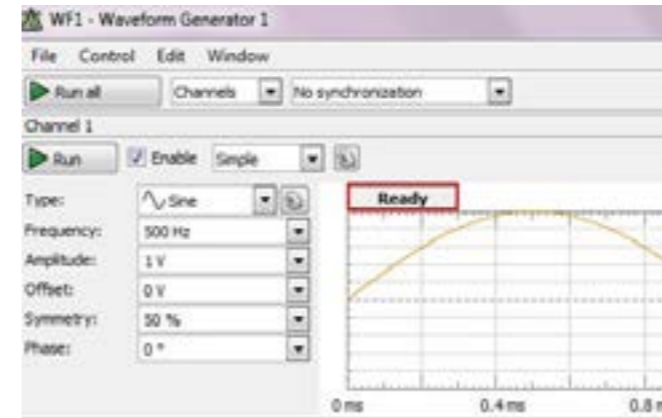 WF1 - Waveform Generator 1
File Control Edit Window
Run all Channels No synchronization
Channel 1
Run Enable Simple
Type: Sine Ready
Frequency: 500 Hz
Amplitude: 1 V
Offset: 0 V
Symmetry: 50 %
Phase: 0 °
0 ms 0.4 ms